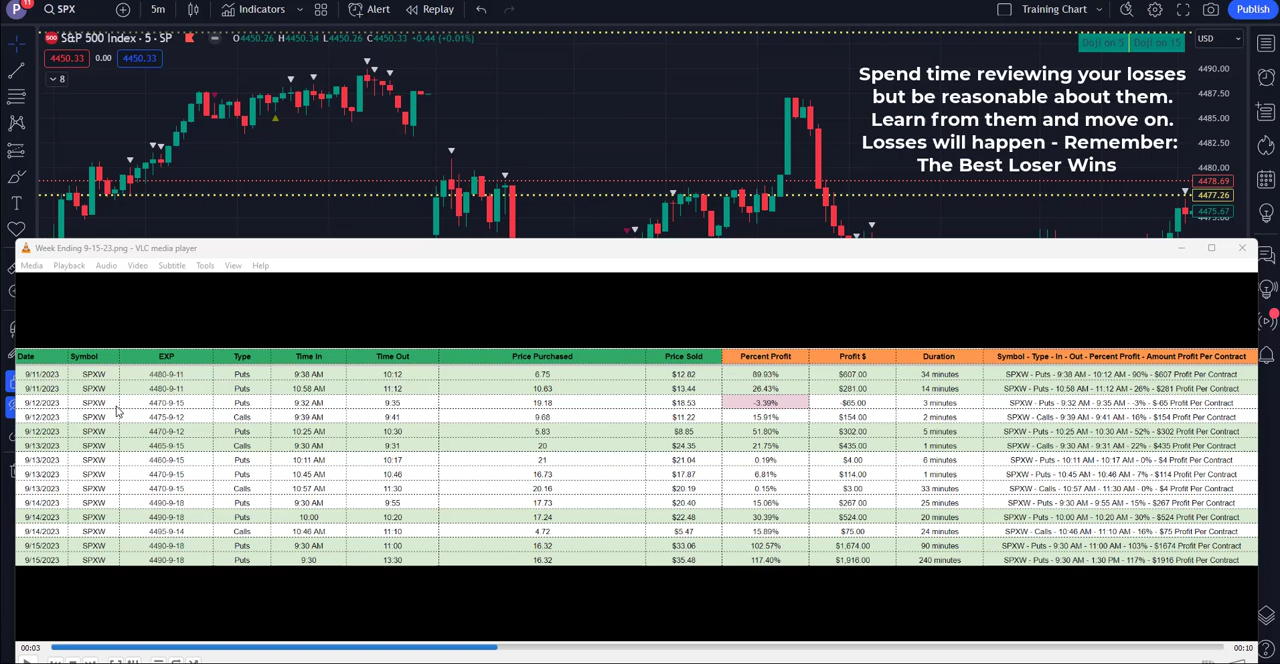 P 11 SPX 5m Indicators Alert Replay Training Chart Publish
S&P 500 Index · 5 · SP O4450.26 H4450.34 L4450.26 C4450.33 +0.44 (+0.01%) Doji on 5 Doji on 15 USD
4450.33 0.00 4450.33
8
Spend time reviewing your losses
but be reasonable about them.
Learn from them and move on.
Losses will happen - Remember:
The Best Loser Wins
4490.00
4487.50
4485.00
4482.50
4480.00
4478.69
4477.26
4475.67
Week Ending 9-15-23.png - VLC media player
Media Playback Audio Video Subtitle Tools View Help
Date Symbol EXP Type Time In Time Out Price Purchased Price Sold Percent Profit Profit $ Duration Symbol - Type - In - Out - Percent Profit - Amount Profit Per Contract
9/11/2023 SPXW 4480-9-11 Puts 9:38 AM 10:12 6.75 $12.82 89.93% $607.00 34 minutes SPXW - Puts - 9:38 AM - 10:12 AM - 90% - $607 Profit Per Contract
9/11/2023 SPXW 4480-9-11 Puts 10:58 AM 11:12 10.63 $13.44 26.43% $281.00 14 minutes SPXW - Puts - 10:58 AM - 11:12 AM - 26% - $281 Profit Per Contract
9/12/2023 SPXW 4470-9-15 Puts 9:32 AM 9:35 19.18 $18.53 -3.39% -$65.00 3 minutes SPXW - Puts - 9:32 AM - 9:35 AM - -3% - $-65 Profit Per Contract
9/12/2023 SPXW 4475-9-12 Calls 9:39 AM 9:41 9.68 $11.22 15.91% $154.00 2 minutes SPXW - Calls - 9:39 AM - 9:41 AM - 16% - $154 Profit Per Contract
9/12/2023 SPXW 4470-9-12 Puts 10:25 AM 10:30 5.83 $8.85 51.80% $302.00 5 minutes SPXW - Puts - 10:25 AM - 10:30 AM - 52% - $302 Profit Per Contract
9/13/2023 SPXW 4465-9-15 Calls 9:30 AM 9:31 20 $24.35 21.75% $435.00 1 minutes SPXW - Calls - 9:30 AM - 9:31 AM - 22% - $435 Profit Per Contract
9/13/2023 SPXW 4460-9-15 Puts 10:11 AM 10:17 21 $21.04 0.19% $4.00 6 minutes SPXW - Puts - 10:11 AM - 10:17 AM - 0% - $4 Profit Per Contract
9/13/2023 SPXW 4470-9-15 Puts 10:45 AM 10:46 16.73 $17.87 6.81% $114.00 1 minutes SPXW - Puts - 10:45 AM - 10:46 AM - 7% - $114 Profit Per Contract
9/13/2023 SPXW 4470-9-15 Calls 10:57 AM 11:30 20.16 $20.19 0.15% $3.00 33 minutes SPXW - Calls - 10:57 AM - 11:30 AM - 0% - $4 Profit Per Contract
9/14/2023 SPXW 4490-9-18 Puts 9:30 AM 9:55 17.73 $20.40 15.06% $267.00 25 minutes SPXW - Puts - 9:30 AM - 9:55 AM - 15% - $267 Profit Per Contract
9/14/2023 SPXW 4490-9-18 Puts 10:00 10:20 17.24 $22.48 30.39% $524.00 20 minutes SPXW - Puts - 10:00 AM - 10:20 AM - 30% - $524 Profit Per Contract
9/14/2023 SPXW 4495-9-14 Calls 10:46 AM 11:10 4.72 $5.47 15.89% $75.00 24 minutes SPXW - Calls - 10:46 AM - 11:10 AM - 16% - $75 Profit Per Contract
9/15/2023 SPXW 4490-9-18 Puts 9:30 AM 11:00 16.32 $33.06 102.57% $1,674.00 90 minutes SPXW - Puts - 9:30 AM - 11:00 AM - 103% - $1674 Profit Per Contract
9/15/2023 SPXW 4490-9-18 Puts 9:30 13:30 16.32 $35.48 117.40% $1,916.00 240 minutes SPXW - Puts - 9:30 AM - 1:30 PM - 117% - $1916 Profit Per Contract
00:03 00:10